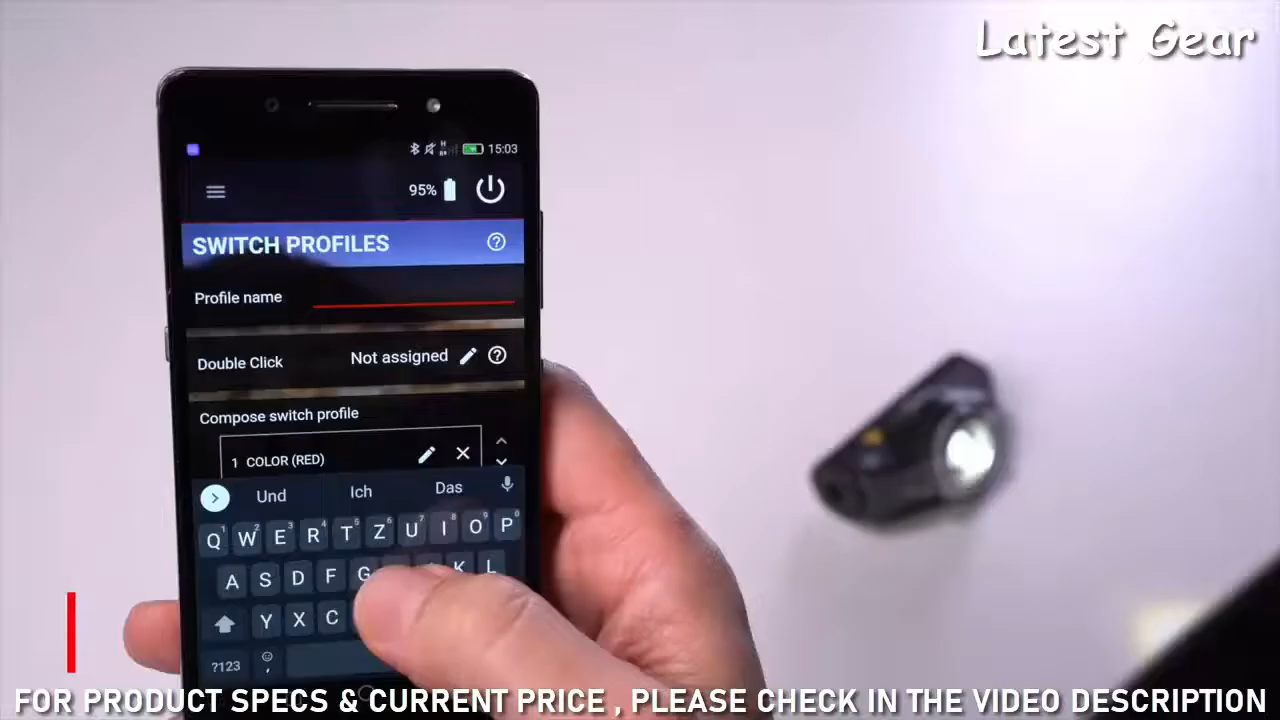 Latest Gear
15:03
95%
SWITCH PROFILES
Profile name
Double Click Not assigned
Compose switch profile
1 COLOR (RED)
Und Ich Das
Q W E R T Z U I O P
A S D F G K L
Y X C
?123
FOR PRODUCT SPECS & CURRENT PRICE , PLEASE CHECK IN THE VIDEO DESCRIPTION